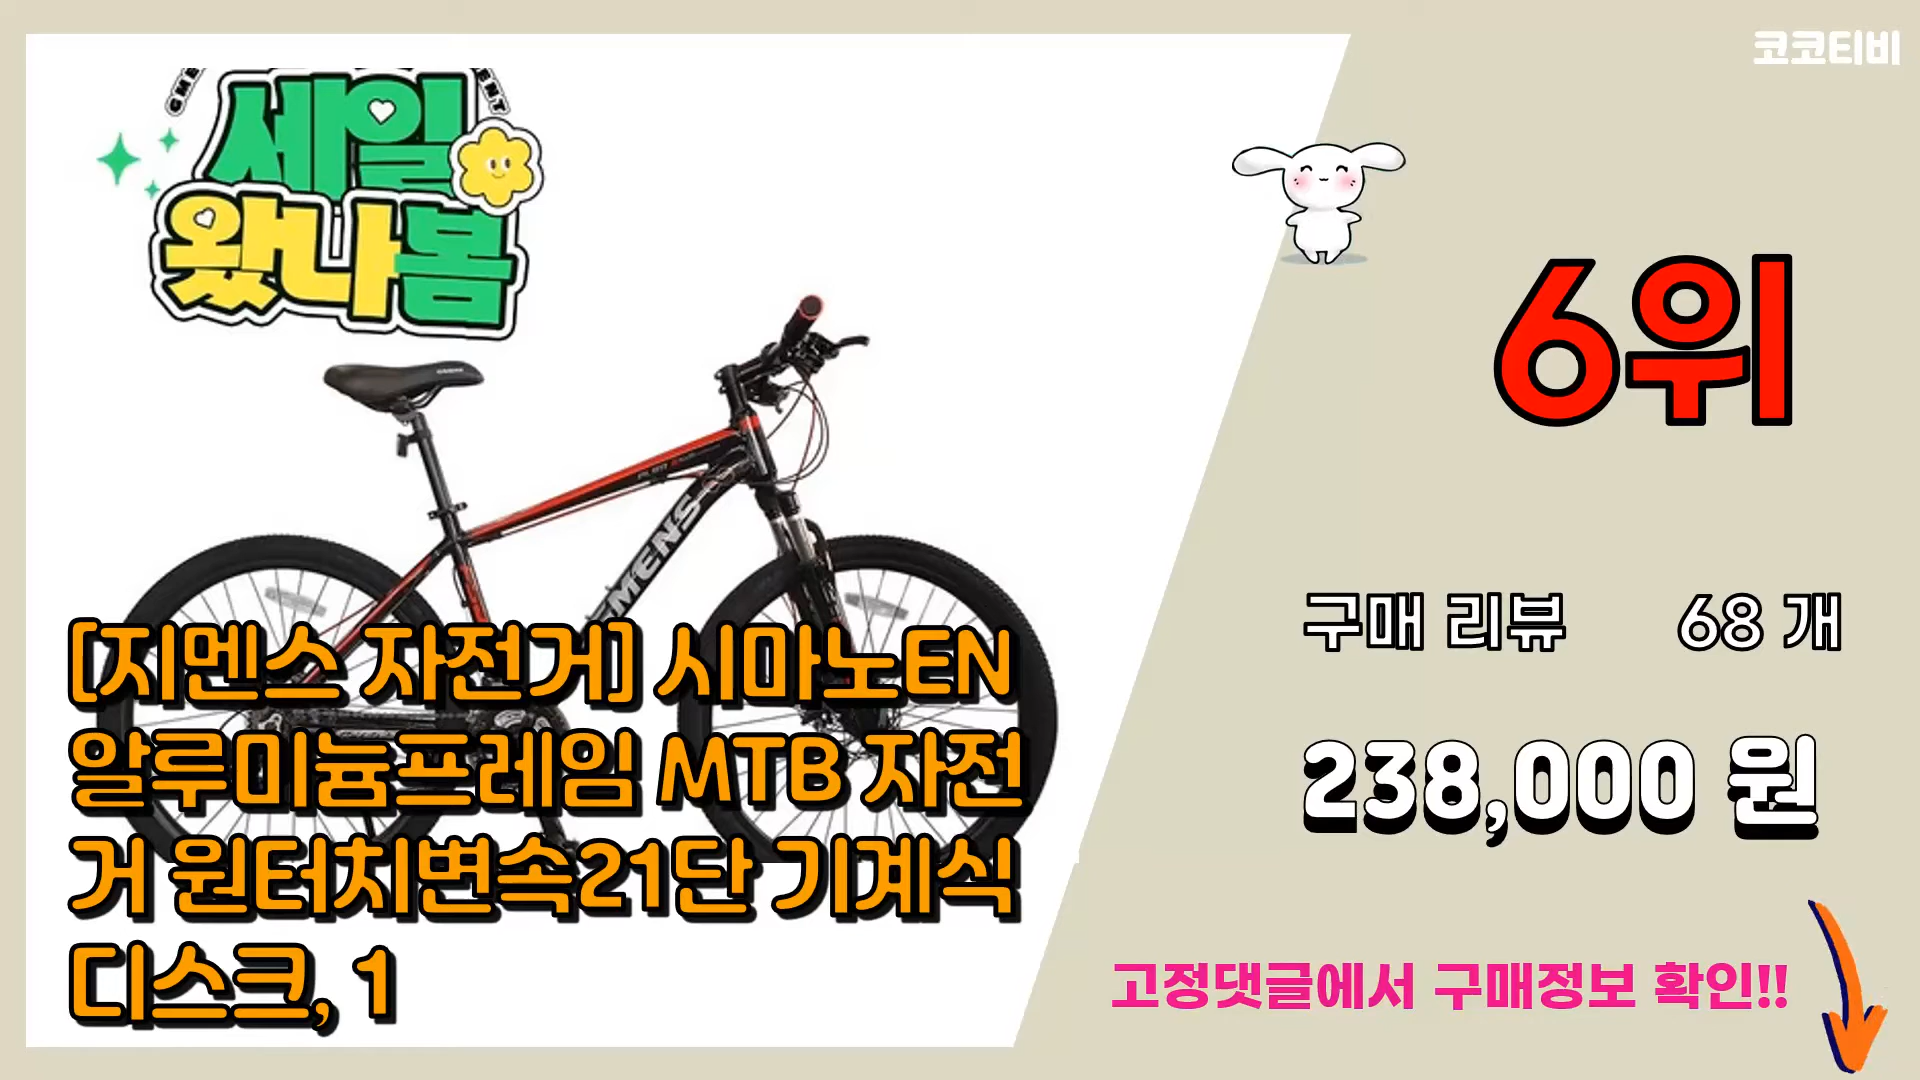 코코티비
세일
왔나봄
6위
구매 리뷰 68 개
238,000 원
[지멘스 자전거] 시마노EN
알루미늄프레임 MTB 자전
거 원터치변속21단 기계식
디스크, 1
고정댓글에서 구매정보 확인!!